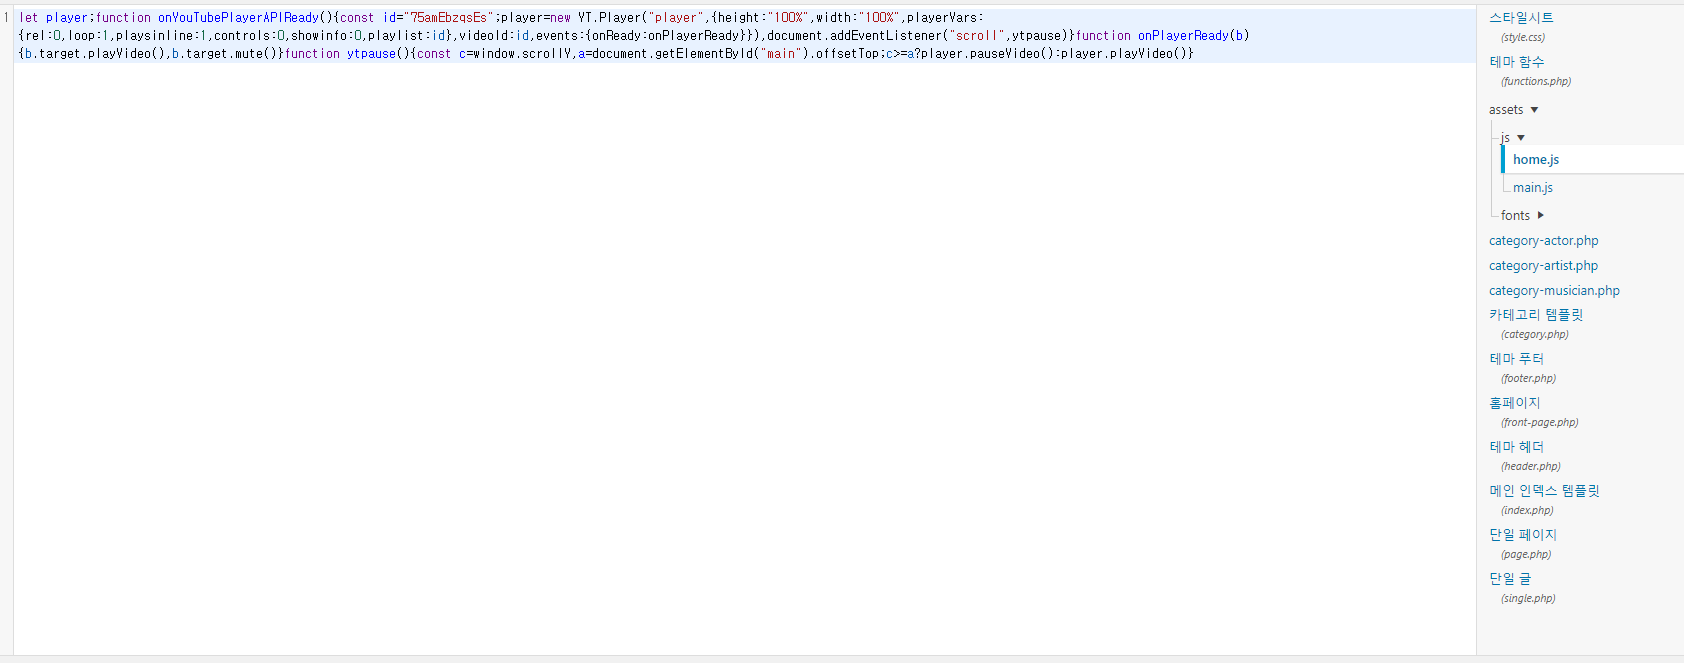 1
let player;function onYouTubePlayerAPIReady(){const id="75amEbzqsEs";player=new YT.Player("player",{height:"100%",width:"100%",playerVars:
{rel:0,loop:1,playsinline:1,controls:0,showinfo:0,playlist:id},videoId:id,events:{onReady:onPlayerReady}}),document.addEventListener("scroll",ytpause)}function onPlayerReady(b)
{b.target.playVideo(),b.target.mute()}function ytpause(){const c=window.scrollY,a=document.getElementById("main").offsetTop;c>=a?player.pauseVideo():player.playVideo()}
스타일시트
(style.css)
테마 함수
(functions.php)
assets ▼
js ▼
home.js
main.js
fonts ▶
category-actor.php
category-artist.php
category-musician.php
카테고리 템플릿
(category.php)
테마 푸터
(footer.php)
홈페이지
(front-page.php)
테마 헤더
(header.php)
메인 인덱스 템플릿
(index.php)
단일 페이지
(page.php)
단일 글
(single.php)